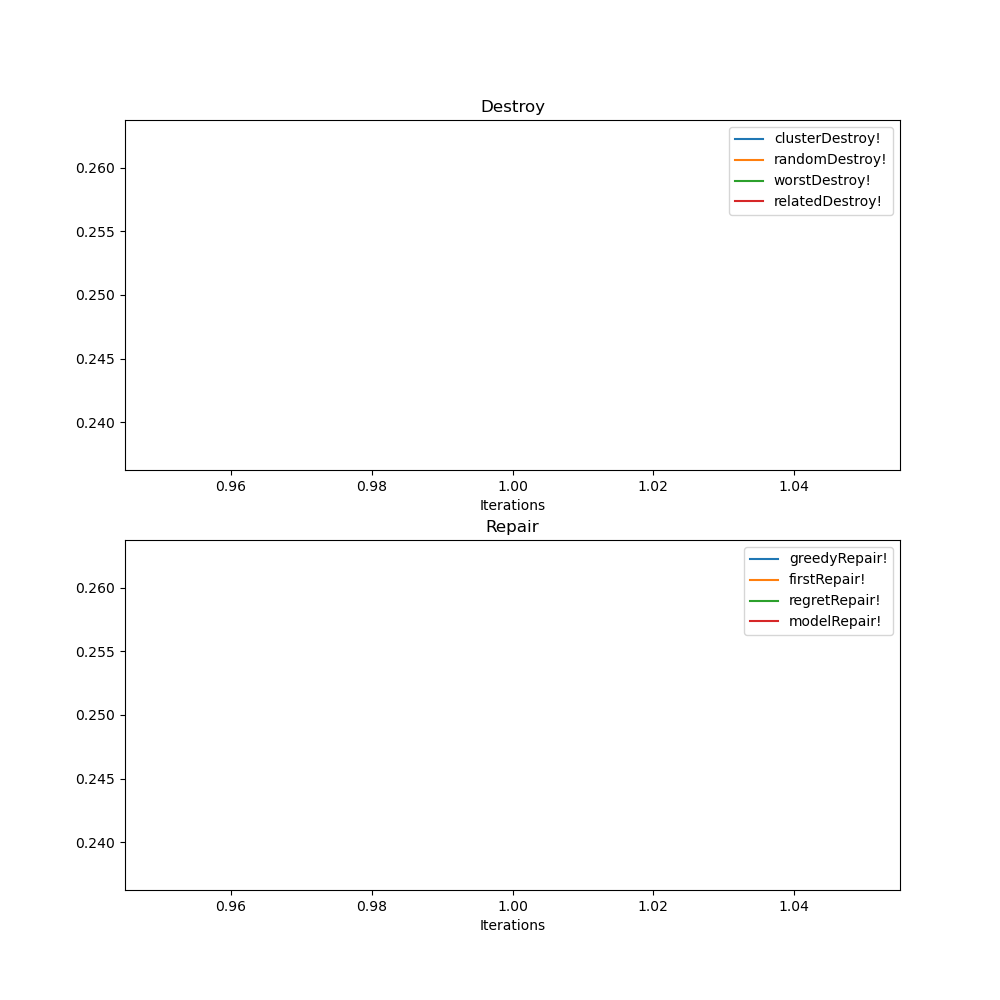 Destroy
clusterDestroy!
randomDestroy!
worstDestroy!
relatedDestroy!
0.260
0.255
0.250
0.245
0.240
0.96 0.98 1.00 1.02 1.04
Iterations
Repair
greedyRepair!
firstRepair!
regretRepair!
modelRepair!
0.260
0.255
0.250
0.245
0.240
0.96 0.98 1.00 1.02 1.04
Iterations